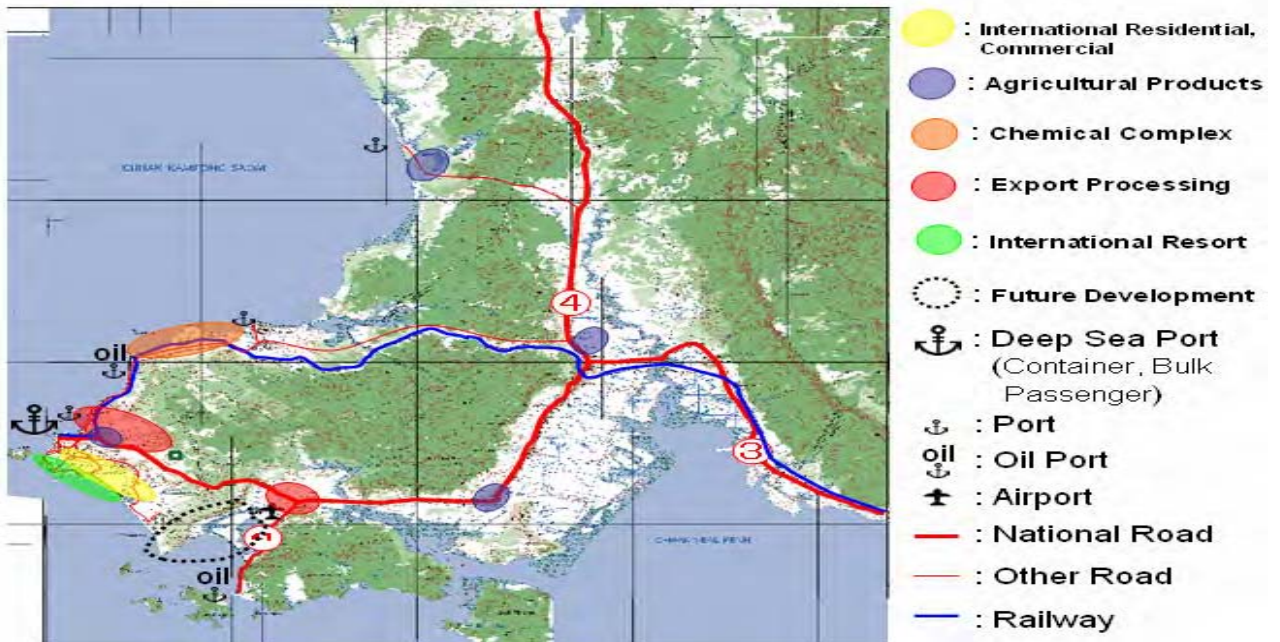 : International Residential,
Commercial
: Agricultural Products
: Chemical Complex
: Export Processing
: International Resort
: Future Development
: Deep Sea Port
(Container, Bulk
Passenger)
: Port
oil : Oil Port
: Airport
: National Road
: Other Road
: Railway
4
oil
3
oil